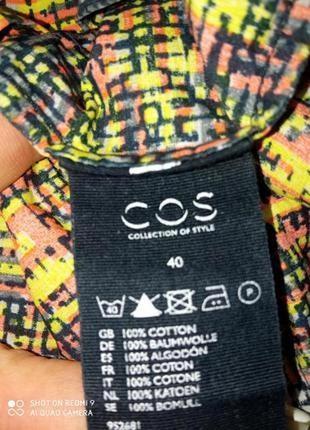 COS
COLLECTION OF STYLE
40
40 P
GB 100% COTTON
DE 100% BAUMWOLLE
ES 100% ALGODÓN
FR 100% COTON
IT 100% COTONE
NL 100% KATOEN
SE 100% BOMULL
952681
SHOT ON REDMI 9
AI QUAD CAMERA